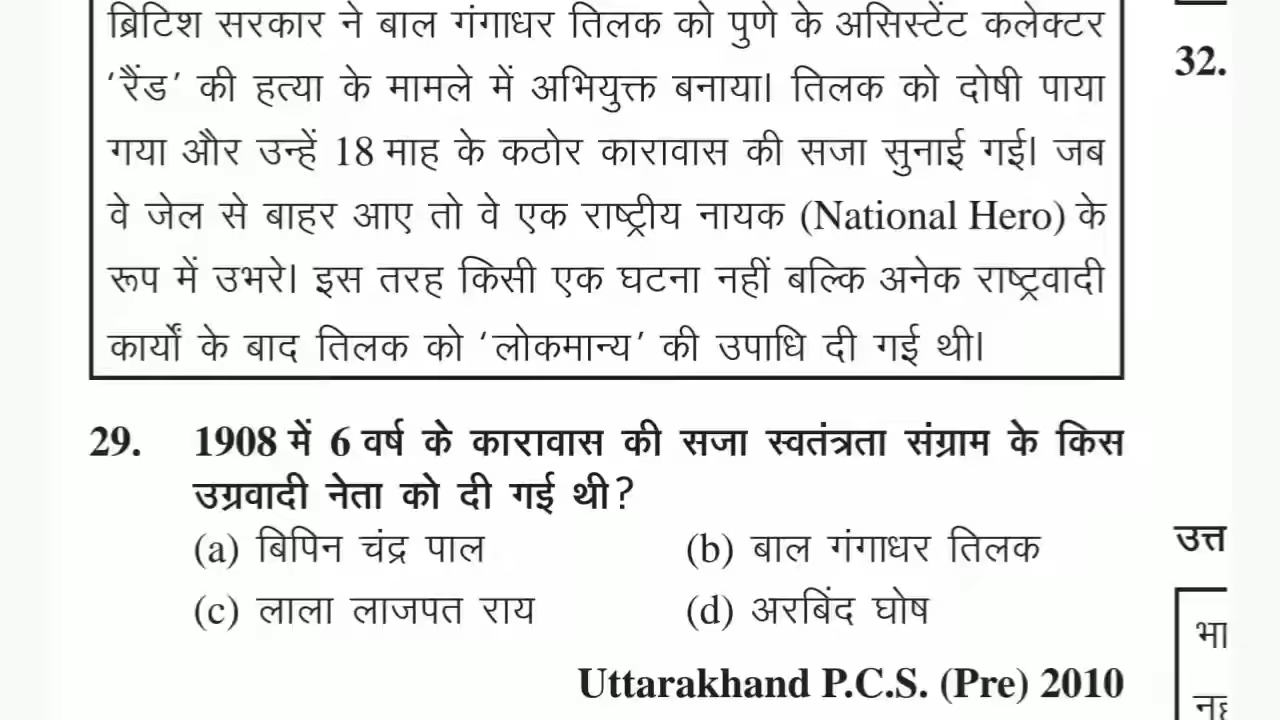 ब्रिटिश सरकार ने बाल गंगाधर तिलक को पुणे के असिस्टेंट कलेक्टर
‘रैंड’ की हत्या के मामले में अभियुक्त बनाया। तिलक को दोषी पाया
गया और उन्हें 18 माह के कठोर कारावास की सजा सुनाई गई। जब
वे जेल से बाहर आए तो वे एक राष्ट्रीय नायक (National Hero) के
रूप में उभरे। इस तरह किसी एक घटना नहीं बल्कि अनेक राष्ट्रवादी
कार्यों के बाद तिलक को ‘लोकमान्य’ की उपाधि दी गई थी।
29. 1908 में 6 वर्ष के कारावास की सजा स्वतंत्रता संग्राम के किस
उग्रवादी नेता को दी गई थी?
(a) बिपिन चंद्र पाल (b) बाल गंगाधर तिलक
(c) लाला लाजपत राय (d) अरबिंद घोष
Uttarakhand P.C.S. (Pre) 2010
32.
उत्त
भा